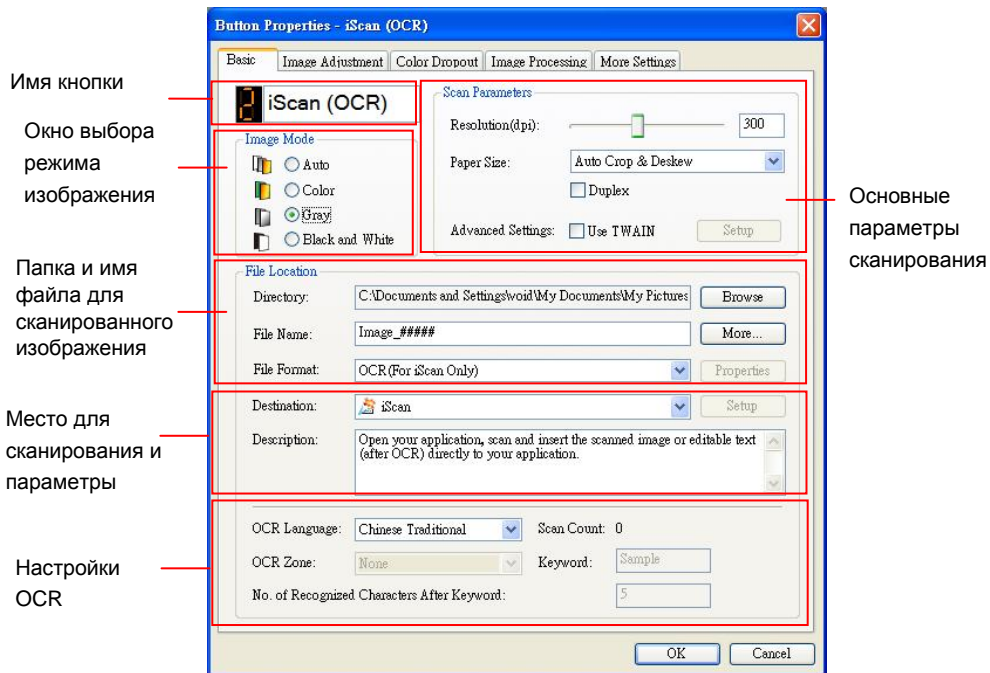 Button Properties - iScan (OCR)
Basic
Image Adjustment
Color Dropout
Image Processing
More Settings
Имя кнопки
2 iScan (OCR)
Окно выбора
режима
изображения
Image Mode
Auto
Color
Gray
Black and White
Scan Parameters
Resolution(dpi):
300
Paper Size:
Auto Crop & Deskew
Duplex
Advanced Settings:
Use TWAIN
Setup
Основные
параметры
сканирования
Папка и имя
файла для
сканированного
изображения
File Location
Directory:
C:\Documents and Settings\void\My Documents\My Pictures
Browse
File Name:
Image_#####
More...
File Format:
OCR(For iScan Only)
Properties
Место для
сканирования и
параметры
Destination:
iScan
Setup
Description:
Open your application, scan and insert the scanned image or editable text
(after OCR) directly to your application.
Настройки
OCR
OCR Language:
Chinese Traditional
Scan Count: 0
OCR Zone:
None
Keyword:
Sample
No. of Recognized Characters After Keyword:
5
OK
Cancel